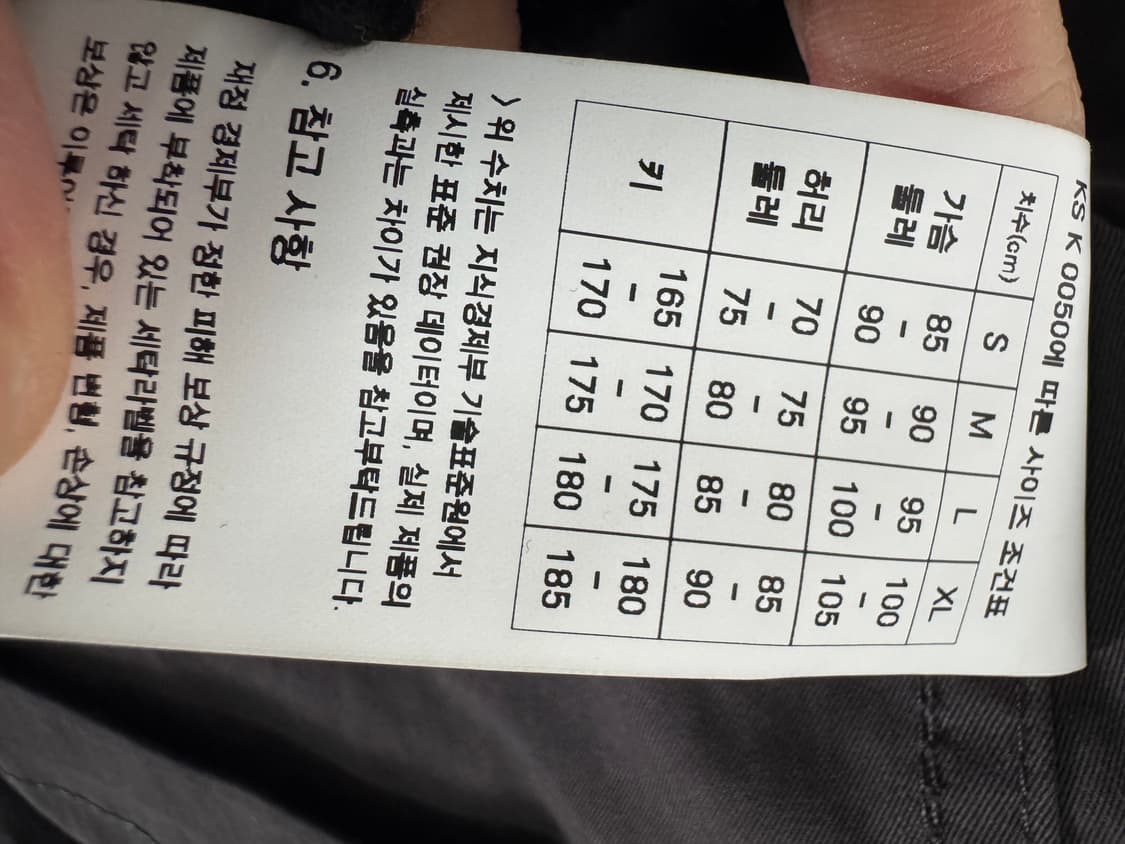 KS K 0050에 따른 사이즈 조건표
치수(cm) S M L XL
가슴 둘레 85 - 90 90 - 95 95 - 100 100 - 105
허리 둘레 70 - 75 75 - 80 80 - 85 85 - 90
키 165 - 170 170 - 175 175 - 180 180 - 185
> 위 수치는 지식경제부 기술표준원에서
제시한 표준 권장 데이터이며, 실제 제품의
실측과는 차이가 있음을 참고부탁드립니다.
6. 참고 사항
재정 경제부가 정한 피해 보상 규정에 따라
제품에 부착되어 있는 세탁라벨을 참고하지
않고 세탁 하신 경우, 제품 변형, 손상에 대한
보상은